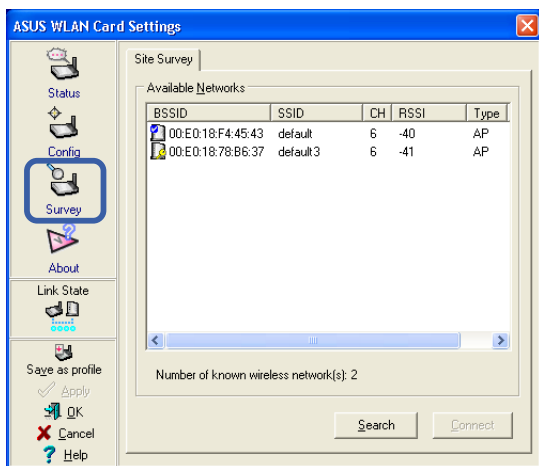 ASUS WLAN Card Settings
Status
Config
Survey
About
Link State
Save as profile
Apply
OK
Cancel
Help
Site Survey
Available Networks
BSSID SSID CH RSSI Type
00:E0:18:F4:45:43 default 6 -40 AP
00:E0:18:78:B6:37 default3 6 -41 AP
Number of known wireless network(s): 2
Search Connect